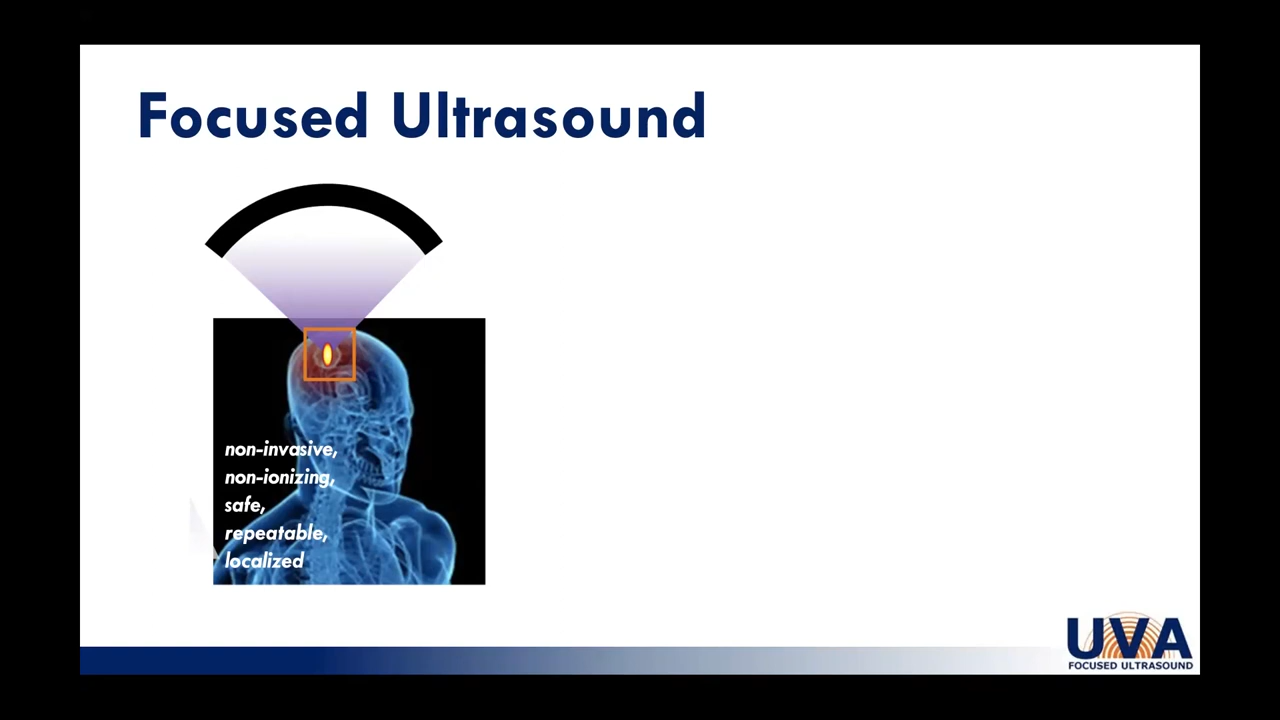 Focused Ultrasound
non-invasive,
non-ionizing,
safe,
repeatable,
localized
UVA
FOCUSED ULTRASOUND